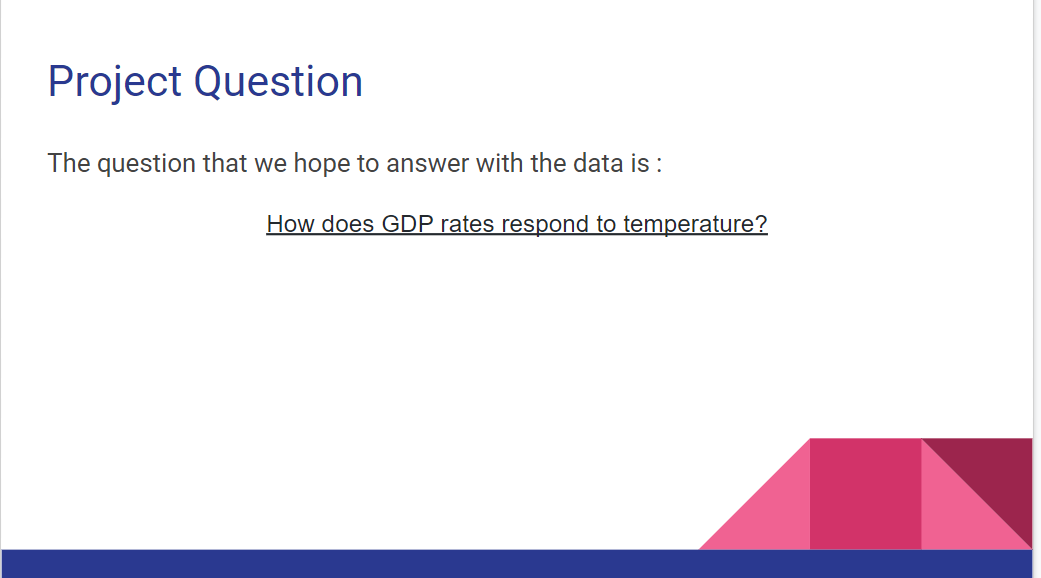 Project Question
The question that we hope to answer with the data is :
How does GDP rates respond to temperature?